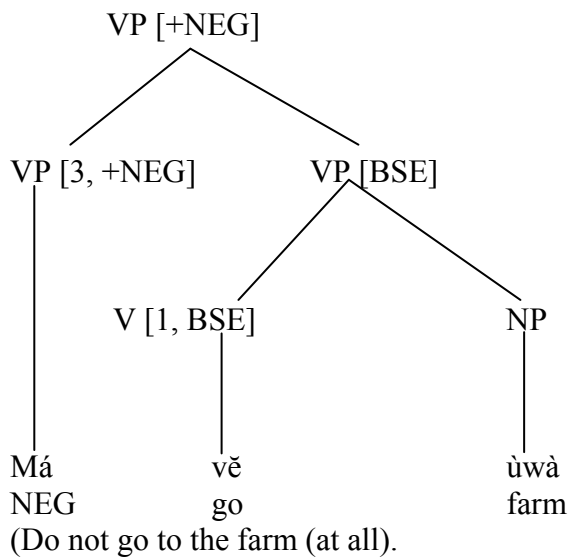 VP [+NEG]
VP [3, +NEG] VP [BSE]
V [1, BSE] NP
Má vĕ ùwà
NEG go farm
(Do not go to the farm (at all).